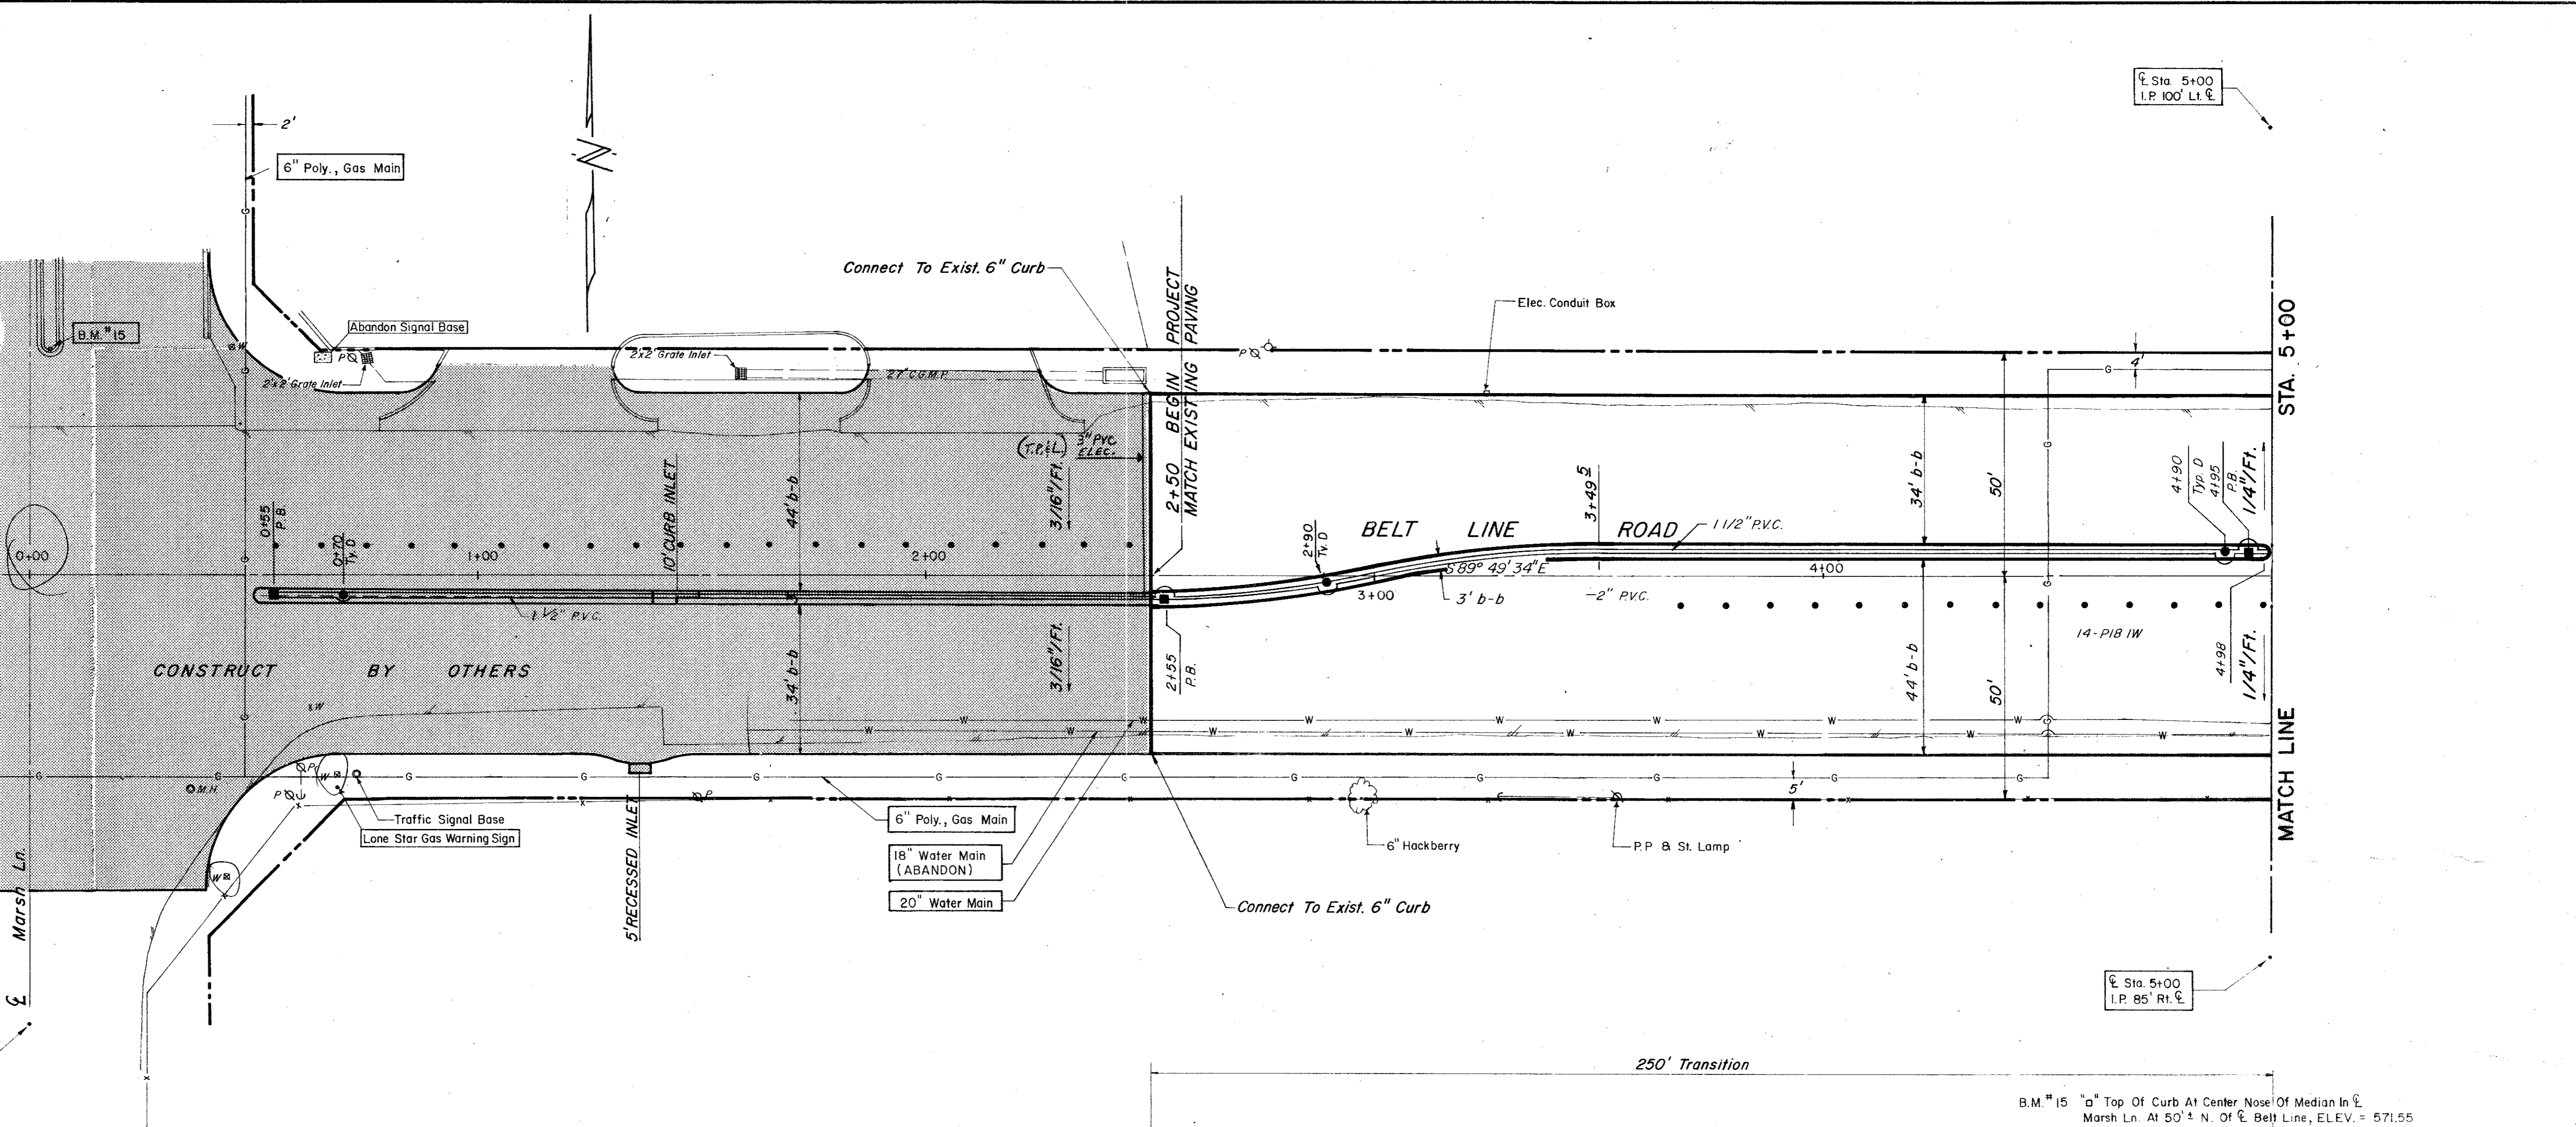 ℄ Sta. 5+00
I.P. 100' Lt. ℄
2'
6" Poly., Gas Main
G
Connect To Exist. 6" Curb
2+50 BEGIN PROJECT
MATCH EXISTING PAVING
Elec. Conduit Box
STA. 5+00
B.M.#15
Abandon Signal Base
W
P
2'x2' Grate Inlet
2'x2' Grate Inlet
27" C.G.M.P.
P
4'
G
(T.P.&L.)
3" PVC
ELEC.
0+55
P.B.
0+70
Ty. D
10' CURB INLET
44' b-b
3/16"/Ft.
3+49 5
34' b-b
50'
4+90
Typ. D
4+95
P.B.
1/4"/Ft.
2+90
Ty. D
BELT LINE ROAD
1 1/2" P.V.C.
0+00
1+00
2+00
3+00
4+00
S 89° 49' 34" E
3' b-b
2" P.V.C.
1 1/2" P.V.C.
14-P18 1W
CONSTRUCT BY OTHERS
34' b-b
3/16"/Ft.
2+55
P.B.
44' b-b
50'
4+98
1/4"/Ft.
MATCH LINE
8W
W W W W W W W
W W W W W W W W
G G G G G G G G G G G
M.H.
P
W
P
P
5'
Traffic Signal Base
Lone Star Gas Warning Sign
5' RECESSED INLET
6" Poly., Gas Main
18" Water Main
(ABANDON)
20" Water Main
6" Hackberry
P.P. & St. Lamp
W
℄ Marsh Ln.
Connect To Exist. 6" Curb
℄ Sta. 5+00
I.P. 85' Rt. ℄
250' Transition
B.M.#15 "□" Top Of Curb At Center Nose Of Median In ℄
Marsh Ln. At 50' ± N. Of ℄ Belt Line, ELEV. = 571.55